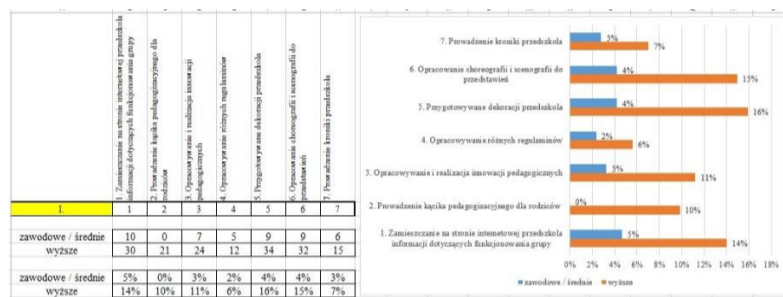 1. Zamieszczanie na stronie internetowej przedszkola
informacji dotyczących funkcjonowania grupy
2. Prowadzenie kącika pedagogizacyjnego dla
rodziców
3. Opracowywanie i realizacja innowacji
pedagogicznych
4. Opracowywanie różnych regulaminów
5. Przygotowywane dekoracji przedszkola
6. Opracowanie choreografii i scenografii do
przedstawień
7. Prowadzenie kroniki przedszkola
I. 1 2 3 4 5 6 7
zawodowe / średnie 10 0 7 5 9 9 6
wyższe 30 21 24 12 34 32 15
zawodowe / średnie 5% 0% 3% 2% 4% 4% 3%
wyższe 14% 10% 11% 6% 16% 15% 7%
7. Prowadzenie kroniki przedszkola
3%
7%
6. Opracowanie choreografii i scenografii do
przedstawień
4%
15%
5. Przygotowywane dekoracji przedszkola
4%
16%
4. Opracowywanie różnych regulaminów
2%
6%
3. Opracowywanie i realizacja innowacji pedagogicznych
3%
11%
2. Prowadzenie kącika pedagogizacyjnego dla rodziców
0%
10%
1. Zamieszczanie na stronie internetowej przedszkola
informacji dotyczących funkcjonowania grupy
5%
14%
0% 2% 4% 6% 8% 10% 12% 14% 16% 18%
zawodowe / średnie wyższe